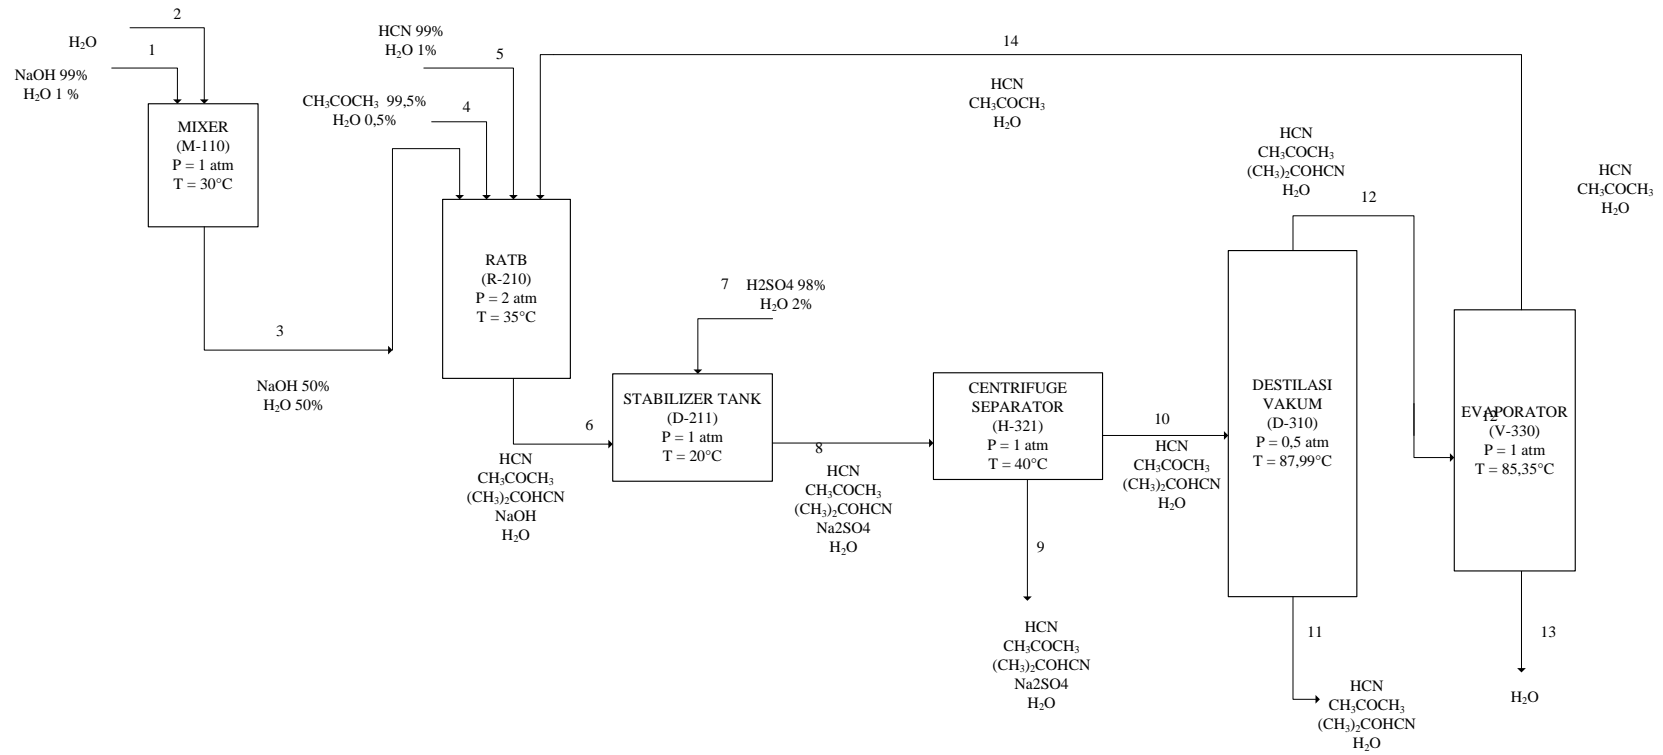 2
H₂O
1
NaOH 99%
H₂O 1 %
MIXER
(M-110)
P = 1 atm
T = 30°C
3
NaOH 50%
H₂O 50%
HCN 99%
H₂O 1%
5
CH₃COCH₃ 99,5%
H₂O 0,5%
4
14
HCN
CH₃COCH₃
H₂O
RATB
(R-210)
P = 2 atm
T = 35°C
6
HCN
CH₃COCH₃
(CH₃)₂COHCN
NaOH
H₂O
7
H2SO4 98%
H₂O 2%
STABILIZER TANK
(D-211)
P = 1 atm
T = 20°C
8
HCN
CH₃COCH₃
(CH₃)₂COHCN
Na2SO4
H₂O
CENTRIFUGE
SEPARATOR
(H-321)
P = 1 atm
T = 40°C
9
HCN
CH₃COCH₃
(CH₃)₂COHCN
Na2SO4
H₂O
10
HCN
CH₃COCH₃
(CH₃)₂COHCN
H₂O
HCN
CH₃COCH₃
(CH₃)₂COHCN
H₂O
12
DESTILASI
VAKUM
(D-310)
P = 0,5 atm
T = 87,99°C
11
HCN
CH₃COCH₃
(CH₃)₂COHCN
H₂O
HCN
CH₃COCH₃
H₂O
EVAPORATOR
12
(V-330)
P = 1 atm
T = 85,35°C
13
H₂O